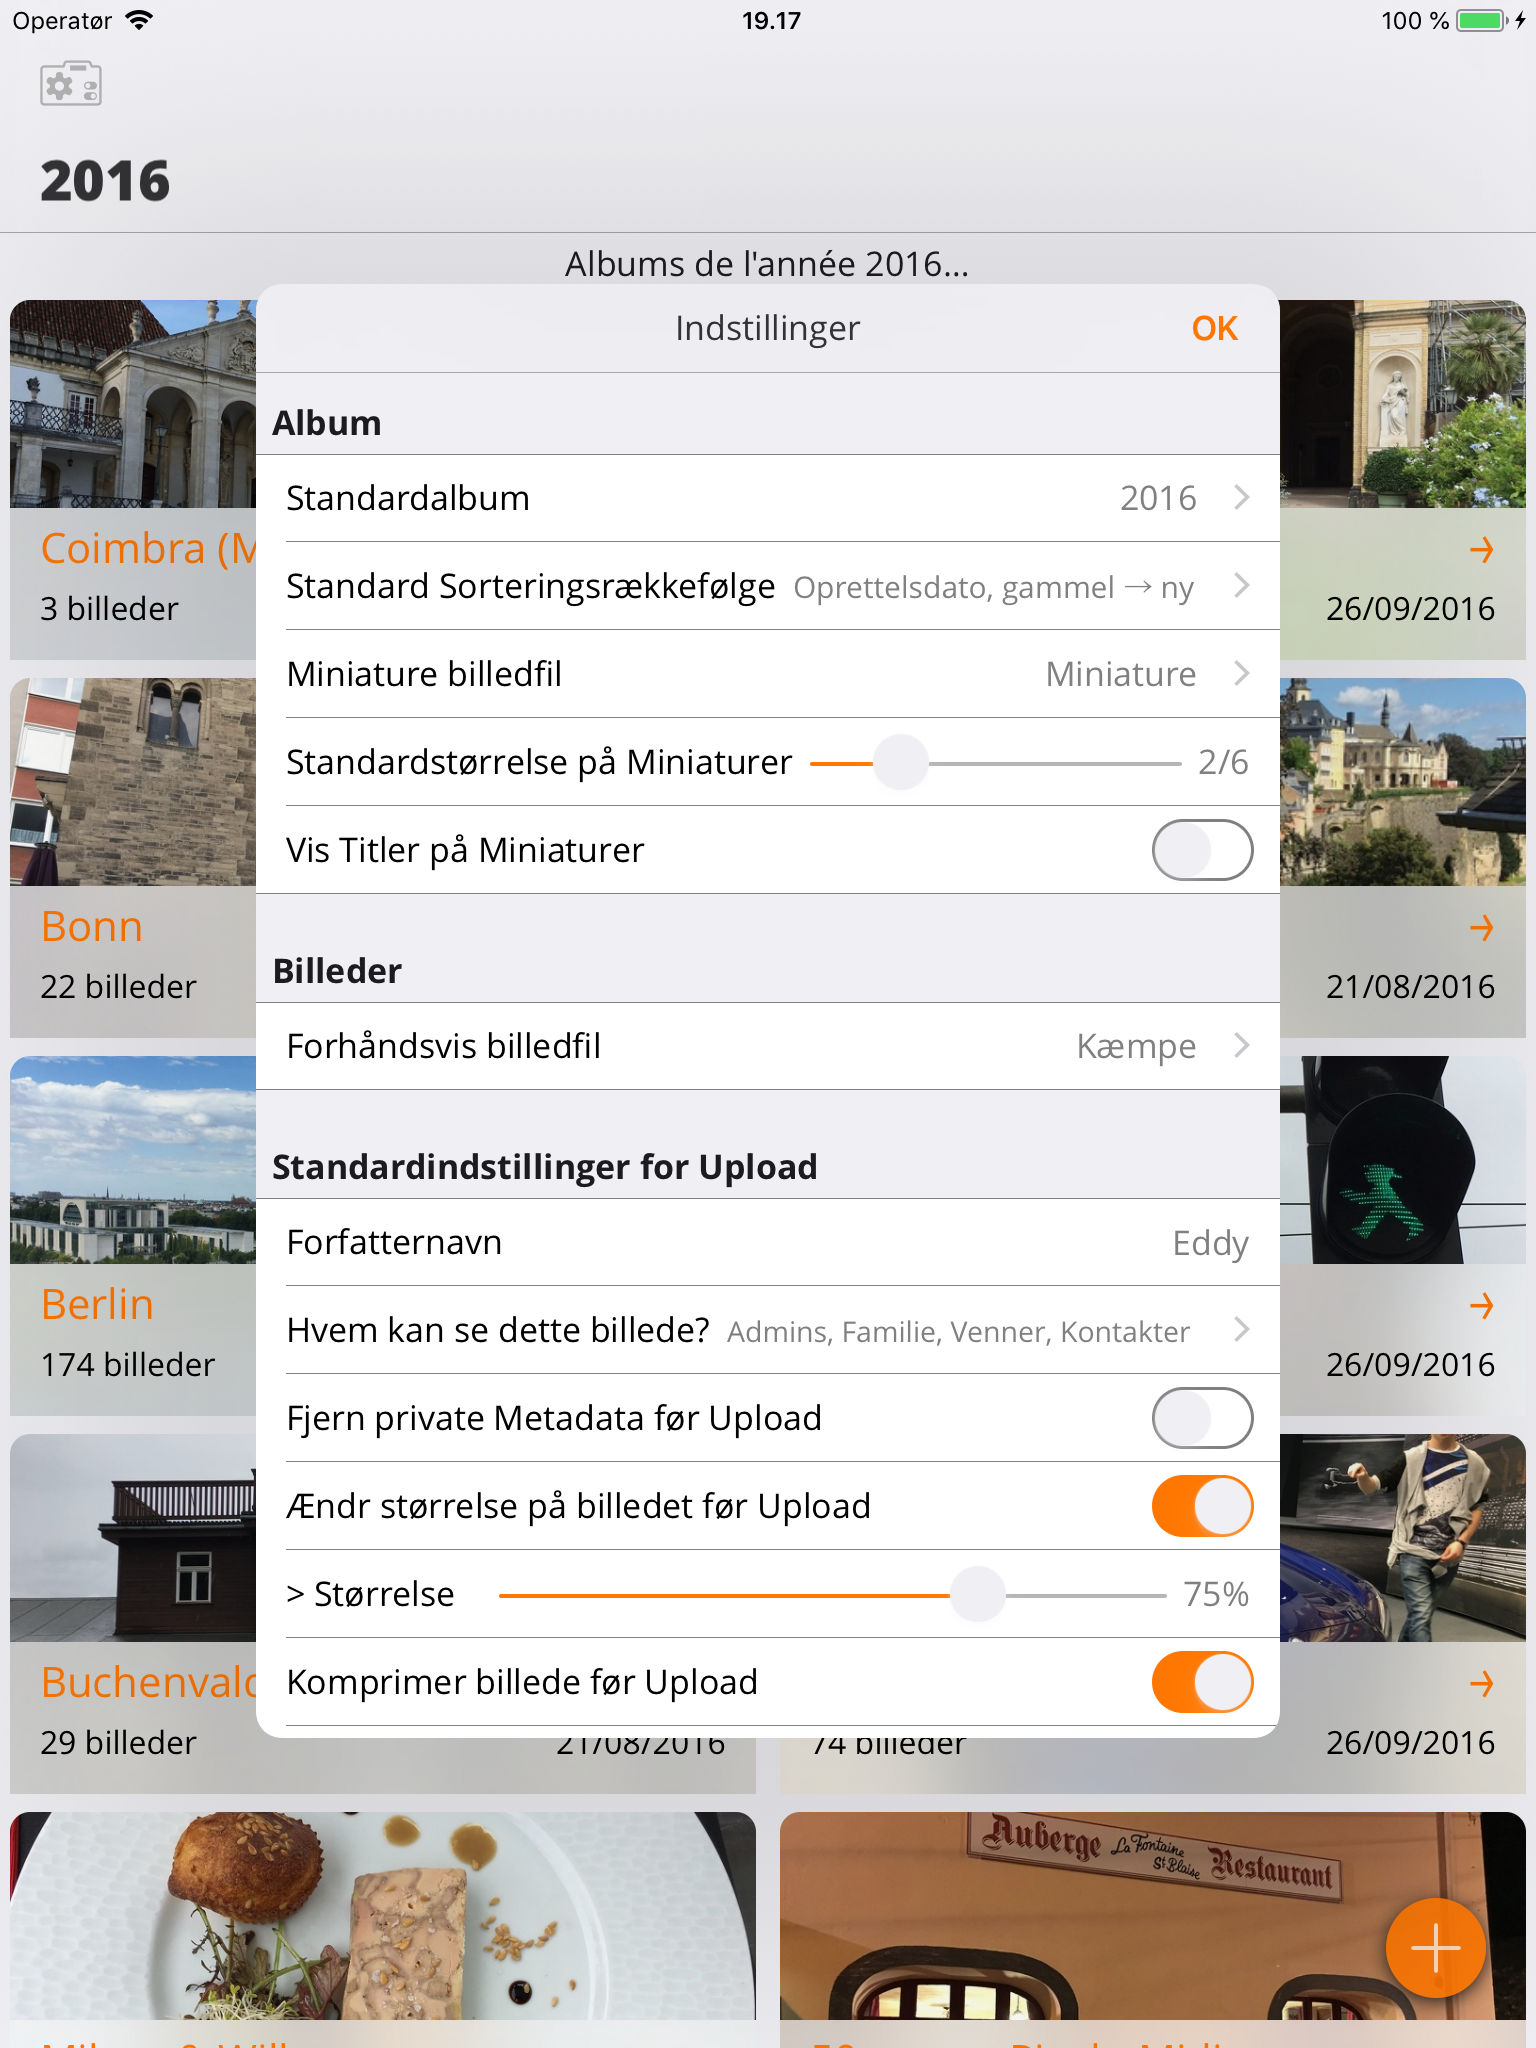 Operatør 19.17 100 %
2016
Albums de l'année 2016...
Indstillinger OK
Album
Standardalbum 2016
Standard Sorteringsrækkefølge Oprettelsdato, gammel → ny
Miniature billedfil Miniature
Standardstørrelse på Miniaturer 2/6
Vis Titler på Miniaturer
Billeder
Forhåndsvis billedfil Kæmpe
Standardindstillinger for Upload
Forfatternavn Eddy
Hvem kan se dette billede? Admins, Familie, Venner, Kontakter
Fjern private Metadata før Upload
Ændr størrelse på billedet før Upload
> Størrelse 75%
Komprimer billede før Upload
Coimbra
3 billeder
26/09/2016
Bonn
22 billeder
21/08/2016
Berlin
174 billeder
26/09/2016
29 billeder 21/08/2016
74 billeder 26/09/2016
Auberge La Fontaine St Blaise Restaurant